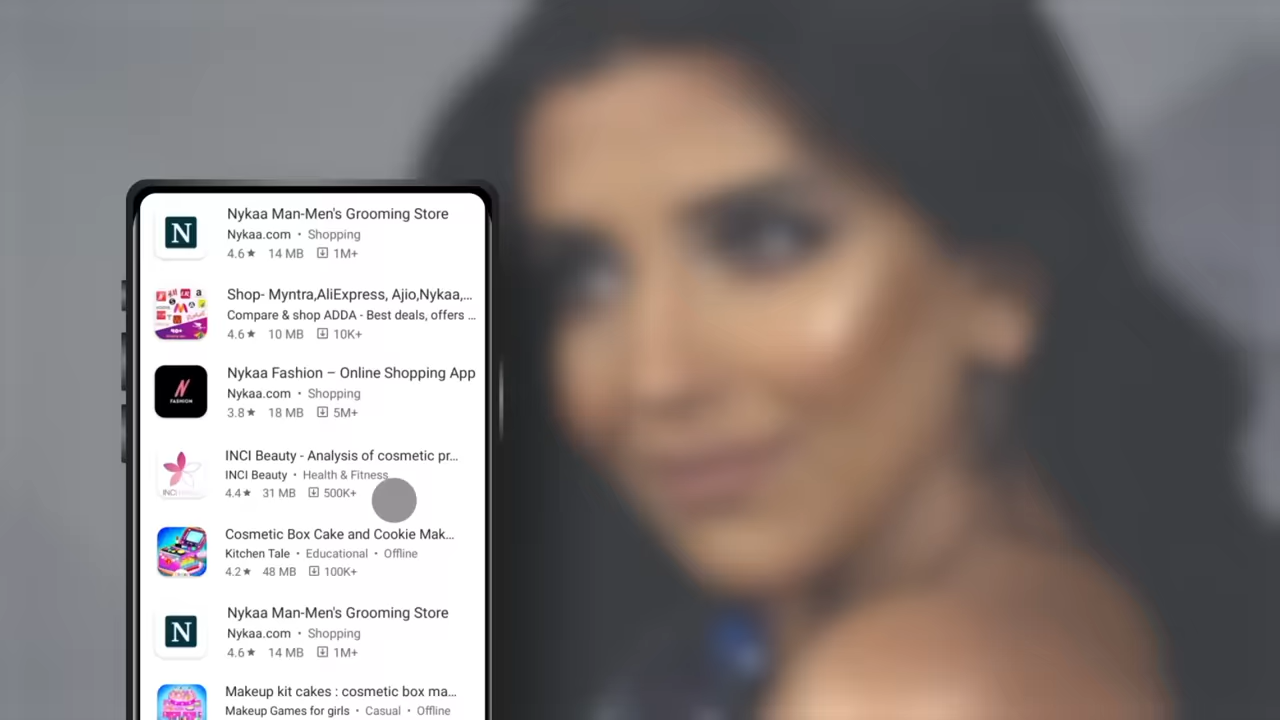 N
Nykaa Man-Men's Grooming Store
Nykaa.com • Shopping
4.6★ 14 MB 1M+
Shop- Myntra,AliExpress, Ajio,Nykaa,...
Compare & shop ADDA - Best deals, offers ...
4.6★ 10 MB 10K+
N
FASHION
Nykaa Fashion – Online Shopping App
Nykaa.com • Shopping
3.8★ 18 MB 5M+
INCI
INCI Beauty - Analysis of cosmetic pr...
INCI Beauty • Health & Fitness
4.4★ 31 MB 500K+
Cosmetic Box Cake and Cookie Mak...
Kitchen Tale • Educational • Offline
4.2★ 48 MB 100K+
N
Nykaa Man-Men's Grooming Store
Nykaa.com • Shopping
4.6★ 14 MB 1M+
Makeup kit cakes : cosmetic box ma...
Makeup Games for girls • Casual • Offline